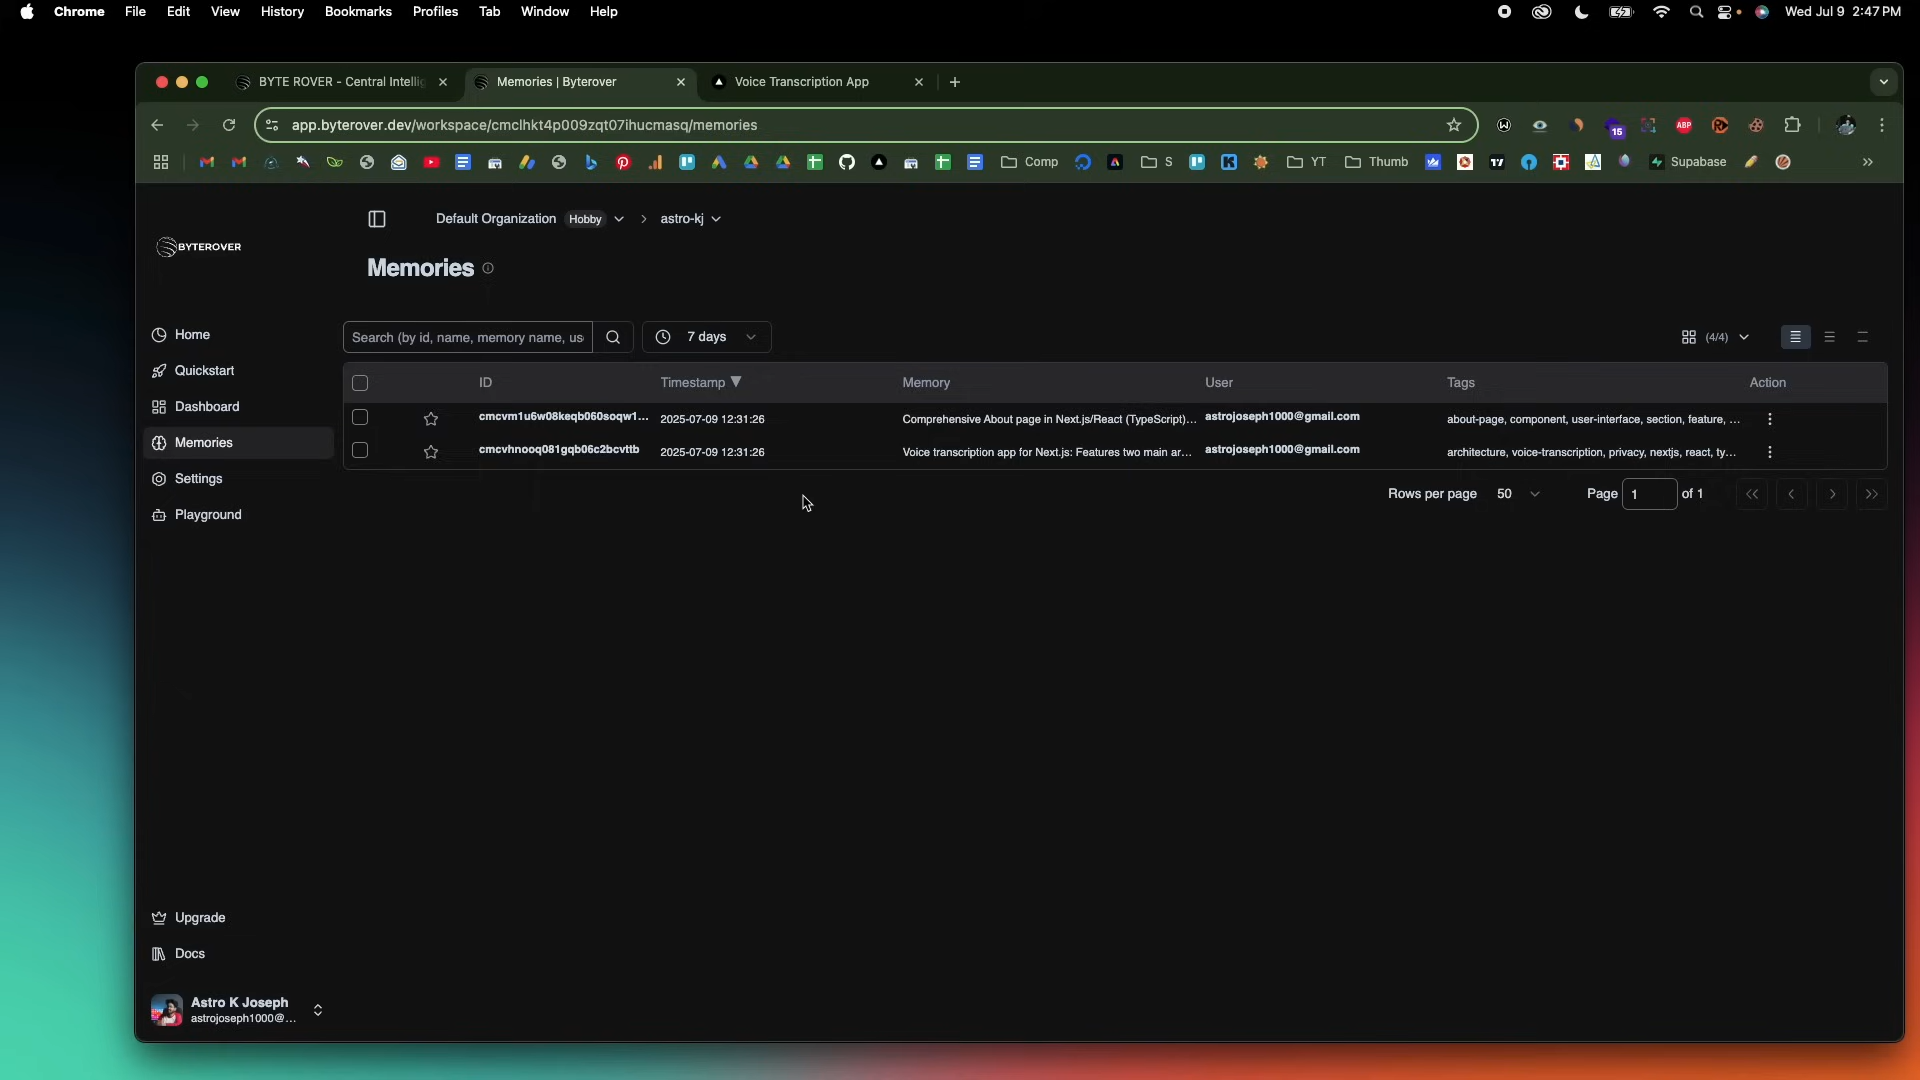 Chrome File Edit View History Bookmarks Profiles Tab Window Help Wed Jul 9 2:47 PM
BYTE ROVER - Central Intellig Memories | Byterover Voice Transcription App
app.byterover.dev/workspace/cmclhkt4p009zqt07ihucmasq/memories 15 ABP
Comp S YT Thumb Supabase
BYTEROVER
Default Organization Hobby > astro-kj
Memories
Home
Quickstart
Dashboard
Memories
Settings
Playground
Search (by id, name, memory name, us 7 days (4/4)
ID Timestamp ▼ Memory User Tags Action
cmcvm1u6w08keqb060soqw1... 2025-07-09 12:31:26 Comprehensive About page in Next.js/React (TypeScript)... astrojoseph1000@gmail.com about-page, component, user-interface, section, feature, ...
cmcvhnooq081gqb06c2bcvttb 2025-07-09 12:31:26 Voice transcription app for Next.js: Features two main ar... astrojoseph1000@gmail.com architecture, voice-transcription, privacy, nextjs, react, ty...
Rows per page 50 Page 1 of 1
Upgrade
Docs
Astro K Joseph
astrojoseph1000@...